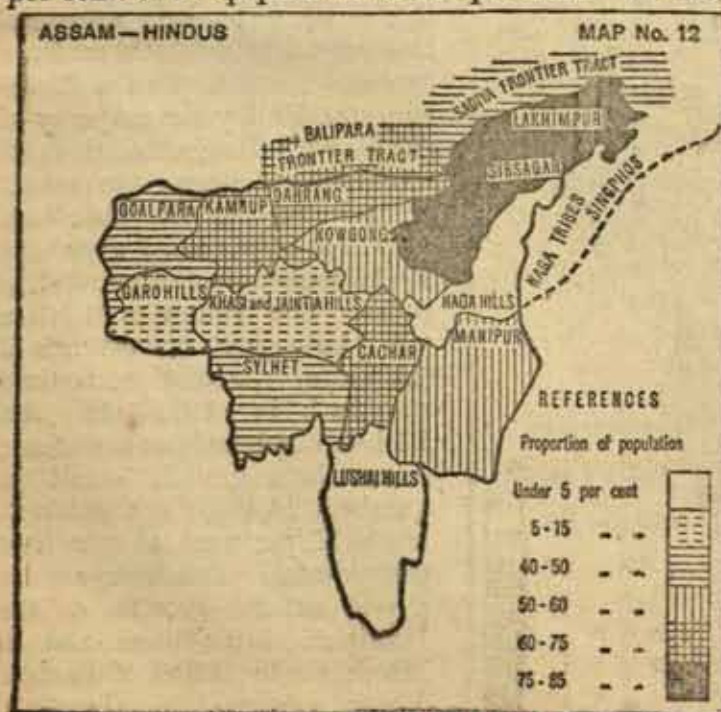 ASSAM—HINDUS
MAP No. 12
SADIYA FRONTIER TRACT
LAKHIMPUR
BALIPARA
FRONTIER TRACT
SIBSAGAR
DARRANG
GOALPARA
KAMRUP
NOWGONG
NAGA TRIBES
SINGPHOS
GARO HILLS
KHASI and JAINTIA HILLS
NAGA HILLS
MANIPUR
CACHAR
SYLHET
LUSHAI HILLS
REFERENCES
Proportion of population
Under 5 per cent
5-15 „ „
40-50 „ „
50-60 „ „
60-75 „ „
75-85 „ „